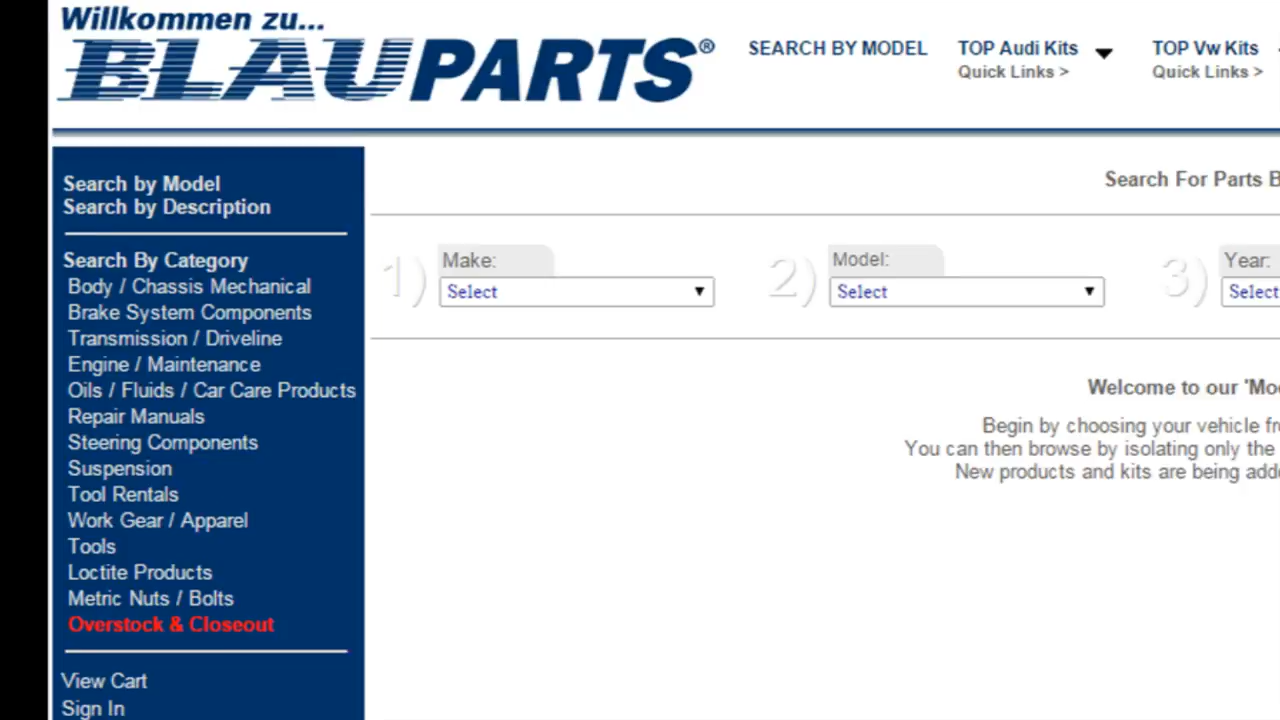 Willkommen zu...
BLAUPARTS®
SEARCH BY MODEL
TOP Audi Kits
Quick Links >
TOP Vw Kits
Quick Links >
Search by Model
Search by Description
Search By Category
Body / Chassis Mechanical
Brake System Components
Transmission / Driveline
Engine / Maintenance
Oils / Fluids / Car Care Products
Repair Manuals
Steering Components
Suspension
Tool Rentals
Work Gear / Apparel
Tools
Loctite Products
Metric Nuts / Bolts
Overstock & Closeout
View Cart
Sign In
Search For Parts B
1)
Make:
Select
2)
Model:
Select
3)
Year:
Select
Welcome to our 'Mo
Begin by choosing your vehicle fr
You can then browse by isolating only the
New products and kits are being adde